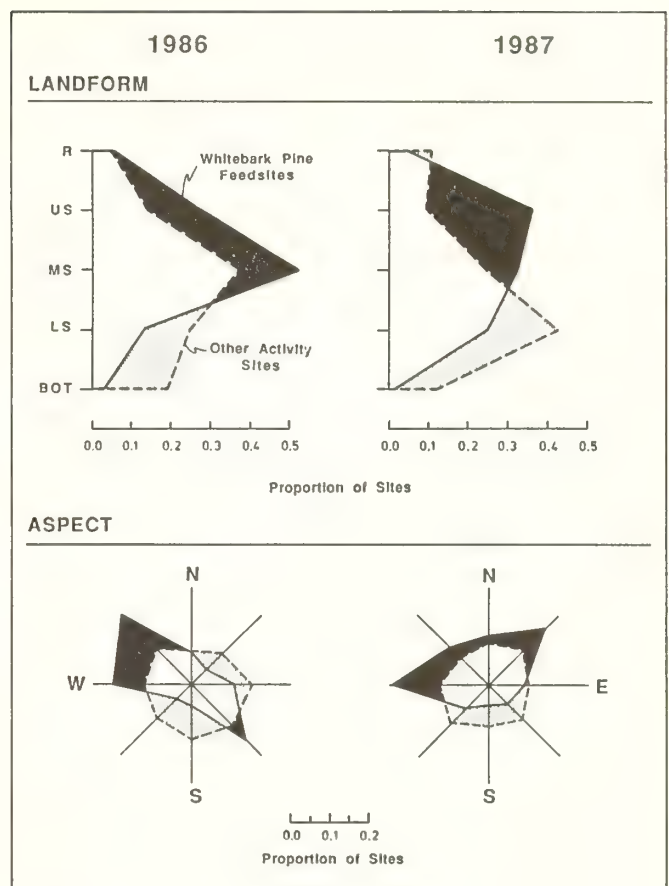 1986 1987
LANDFORM
R
US
MS
LS
BOT
Whitebark Pine
Feedsites
Other Activity
Sites
0.0 0.1 0.2 0.3 0.4 0.5 0.0 0.1 0.2 0.3 0.4 0.5
Proportion of Sites
ASPECT
N N
W E
S S
0.0 0.1 0.2
Proportion of Sites